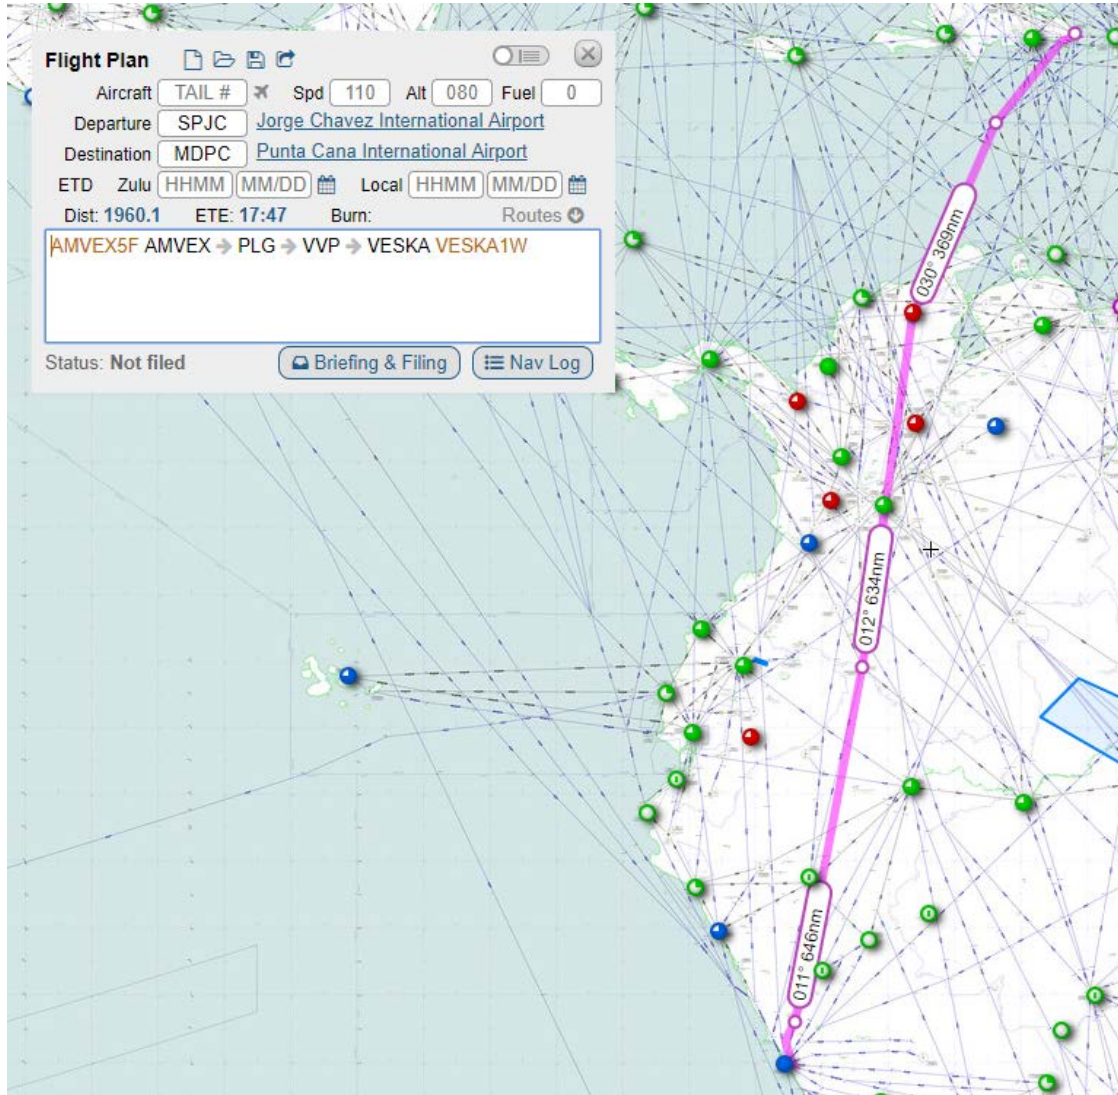 Flight Plan
Aircraft TAIL # Spd 110 Alt 080 Fuel 0
Departure SPJC Jorge Chavez International Airport
Destination MDPC Punta Cana International Airport
ETD Zulu HHMM MM/DD Local HHMM MM/DD
Dist: 1960.1 ETE: 17:47 Burn: Routes
AMVEX5F AMVEX → PLG → VVP → VESKA VESKA1W
Status: Not filed Briefing & Filing Nav Log
030° 369nm
012° 634nm
011° 646nm